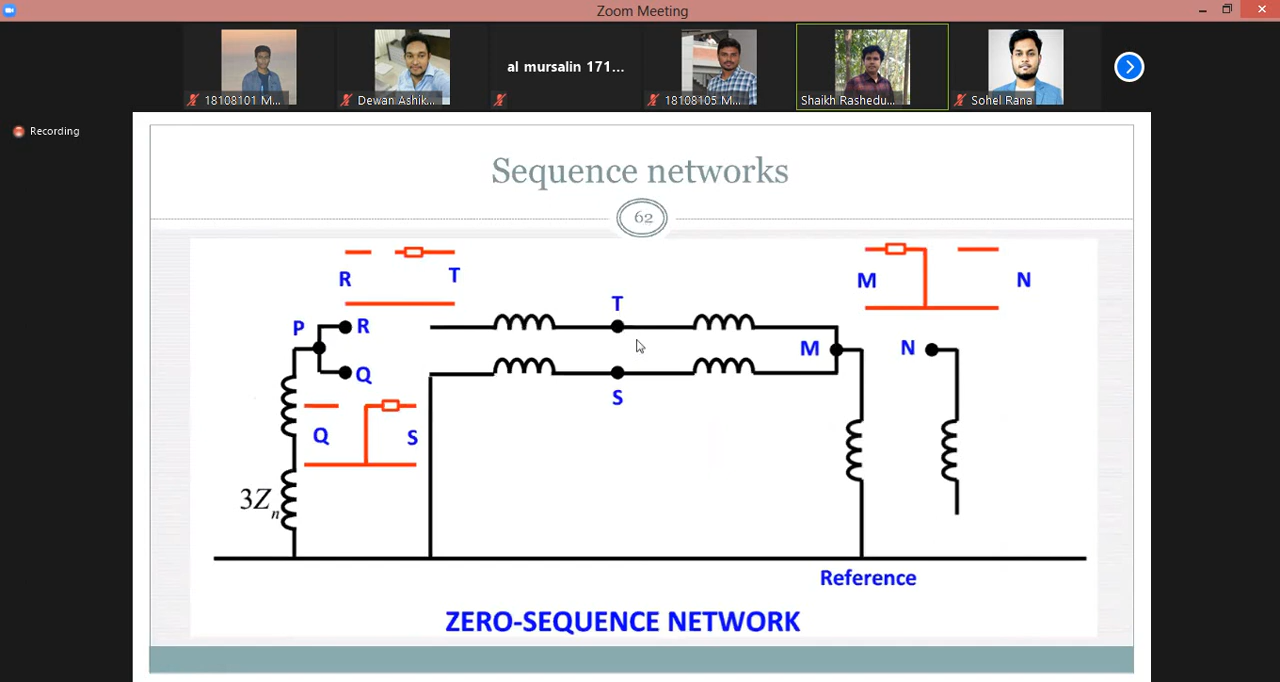 Zoom Meeting
al mursalin 171...
18108101 M...
Dewan Ashik...
18108105 M...
Shaikh Rashedu...
Sohel Rana
Recording
Sequence networks
62
R T
M N
T
P R
M N
Q
S
Q S
3Zn
Reference
ZERO-SEQUENCE NETWORK